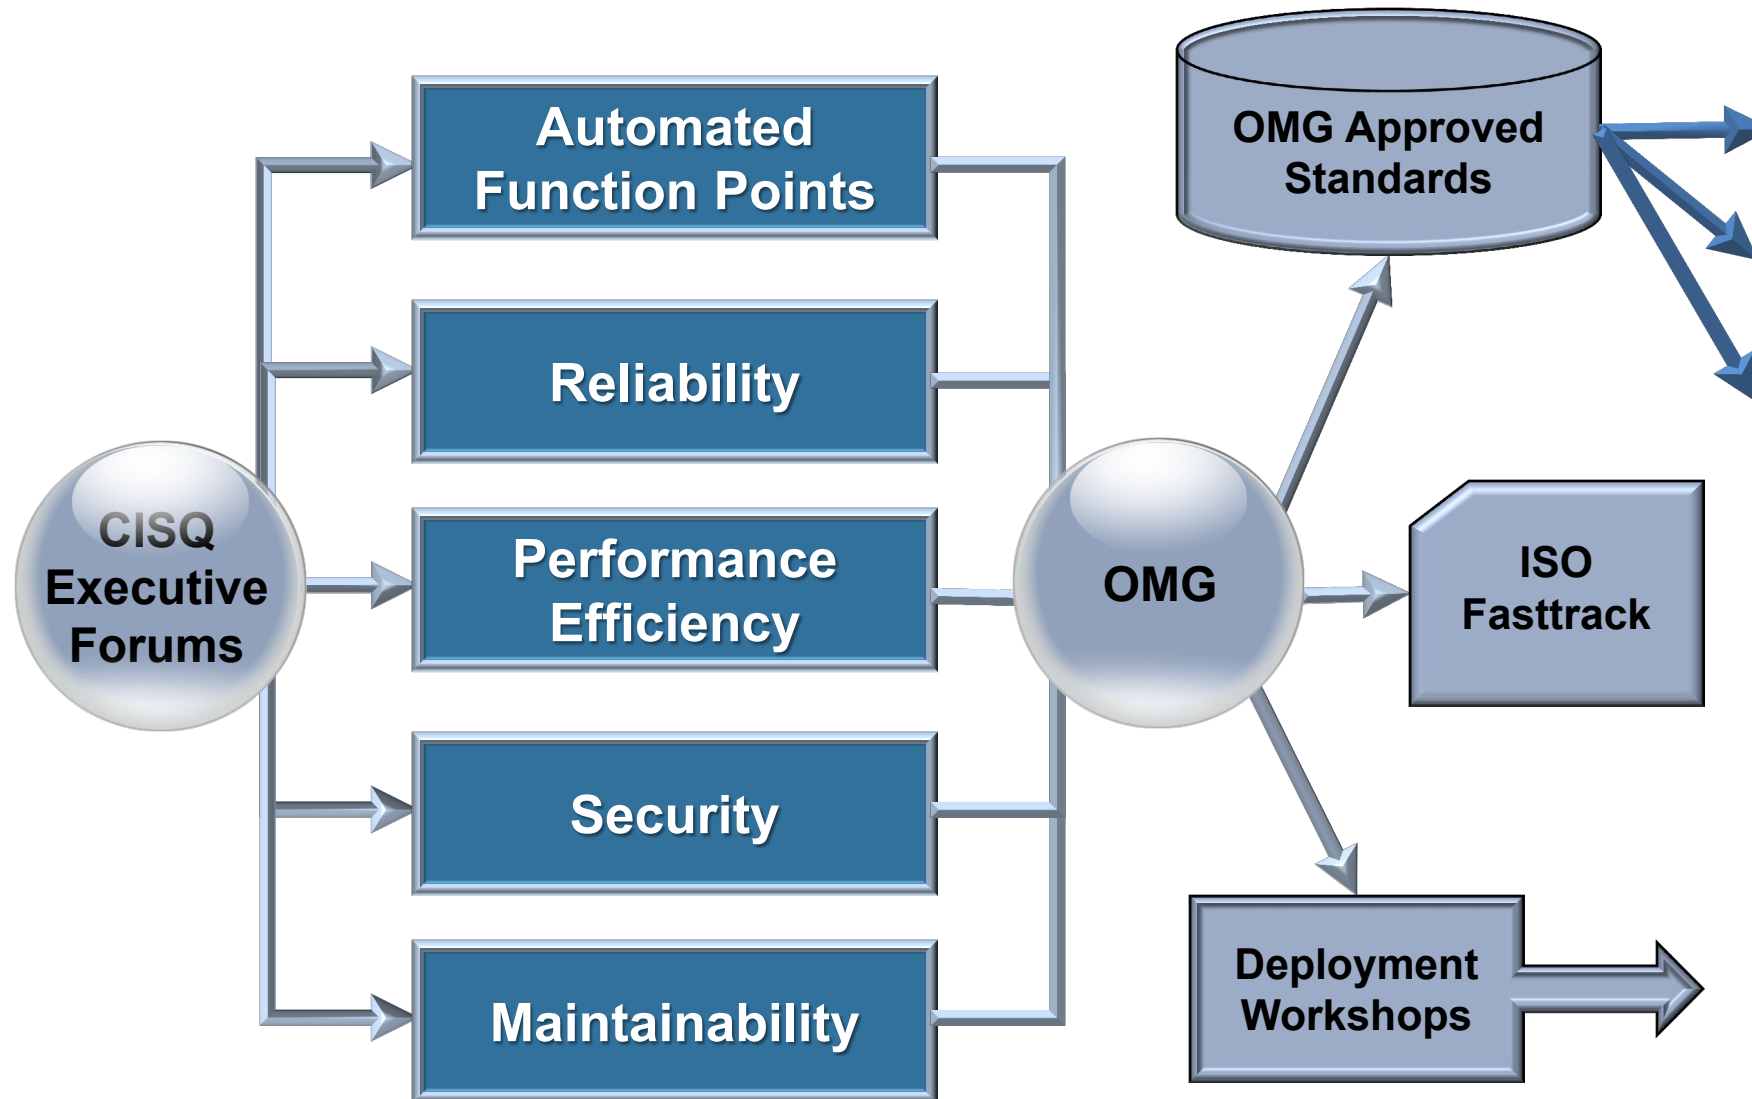 CISQ
Executive
Forums
Automated
Function Points
Reliability
Performance
Efficiency
Security
Maintainability
OMG
OMG Approved
Standards
ISO
Fasttrack
Deployment
Workshops